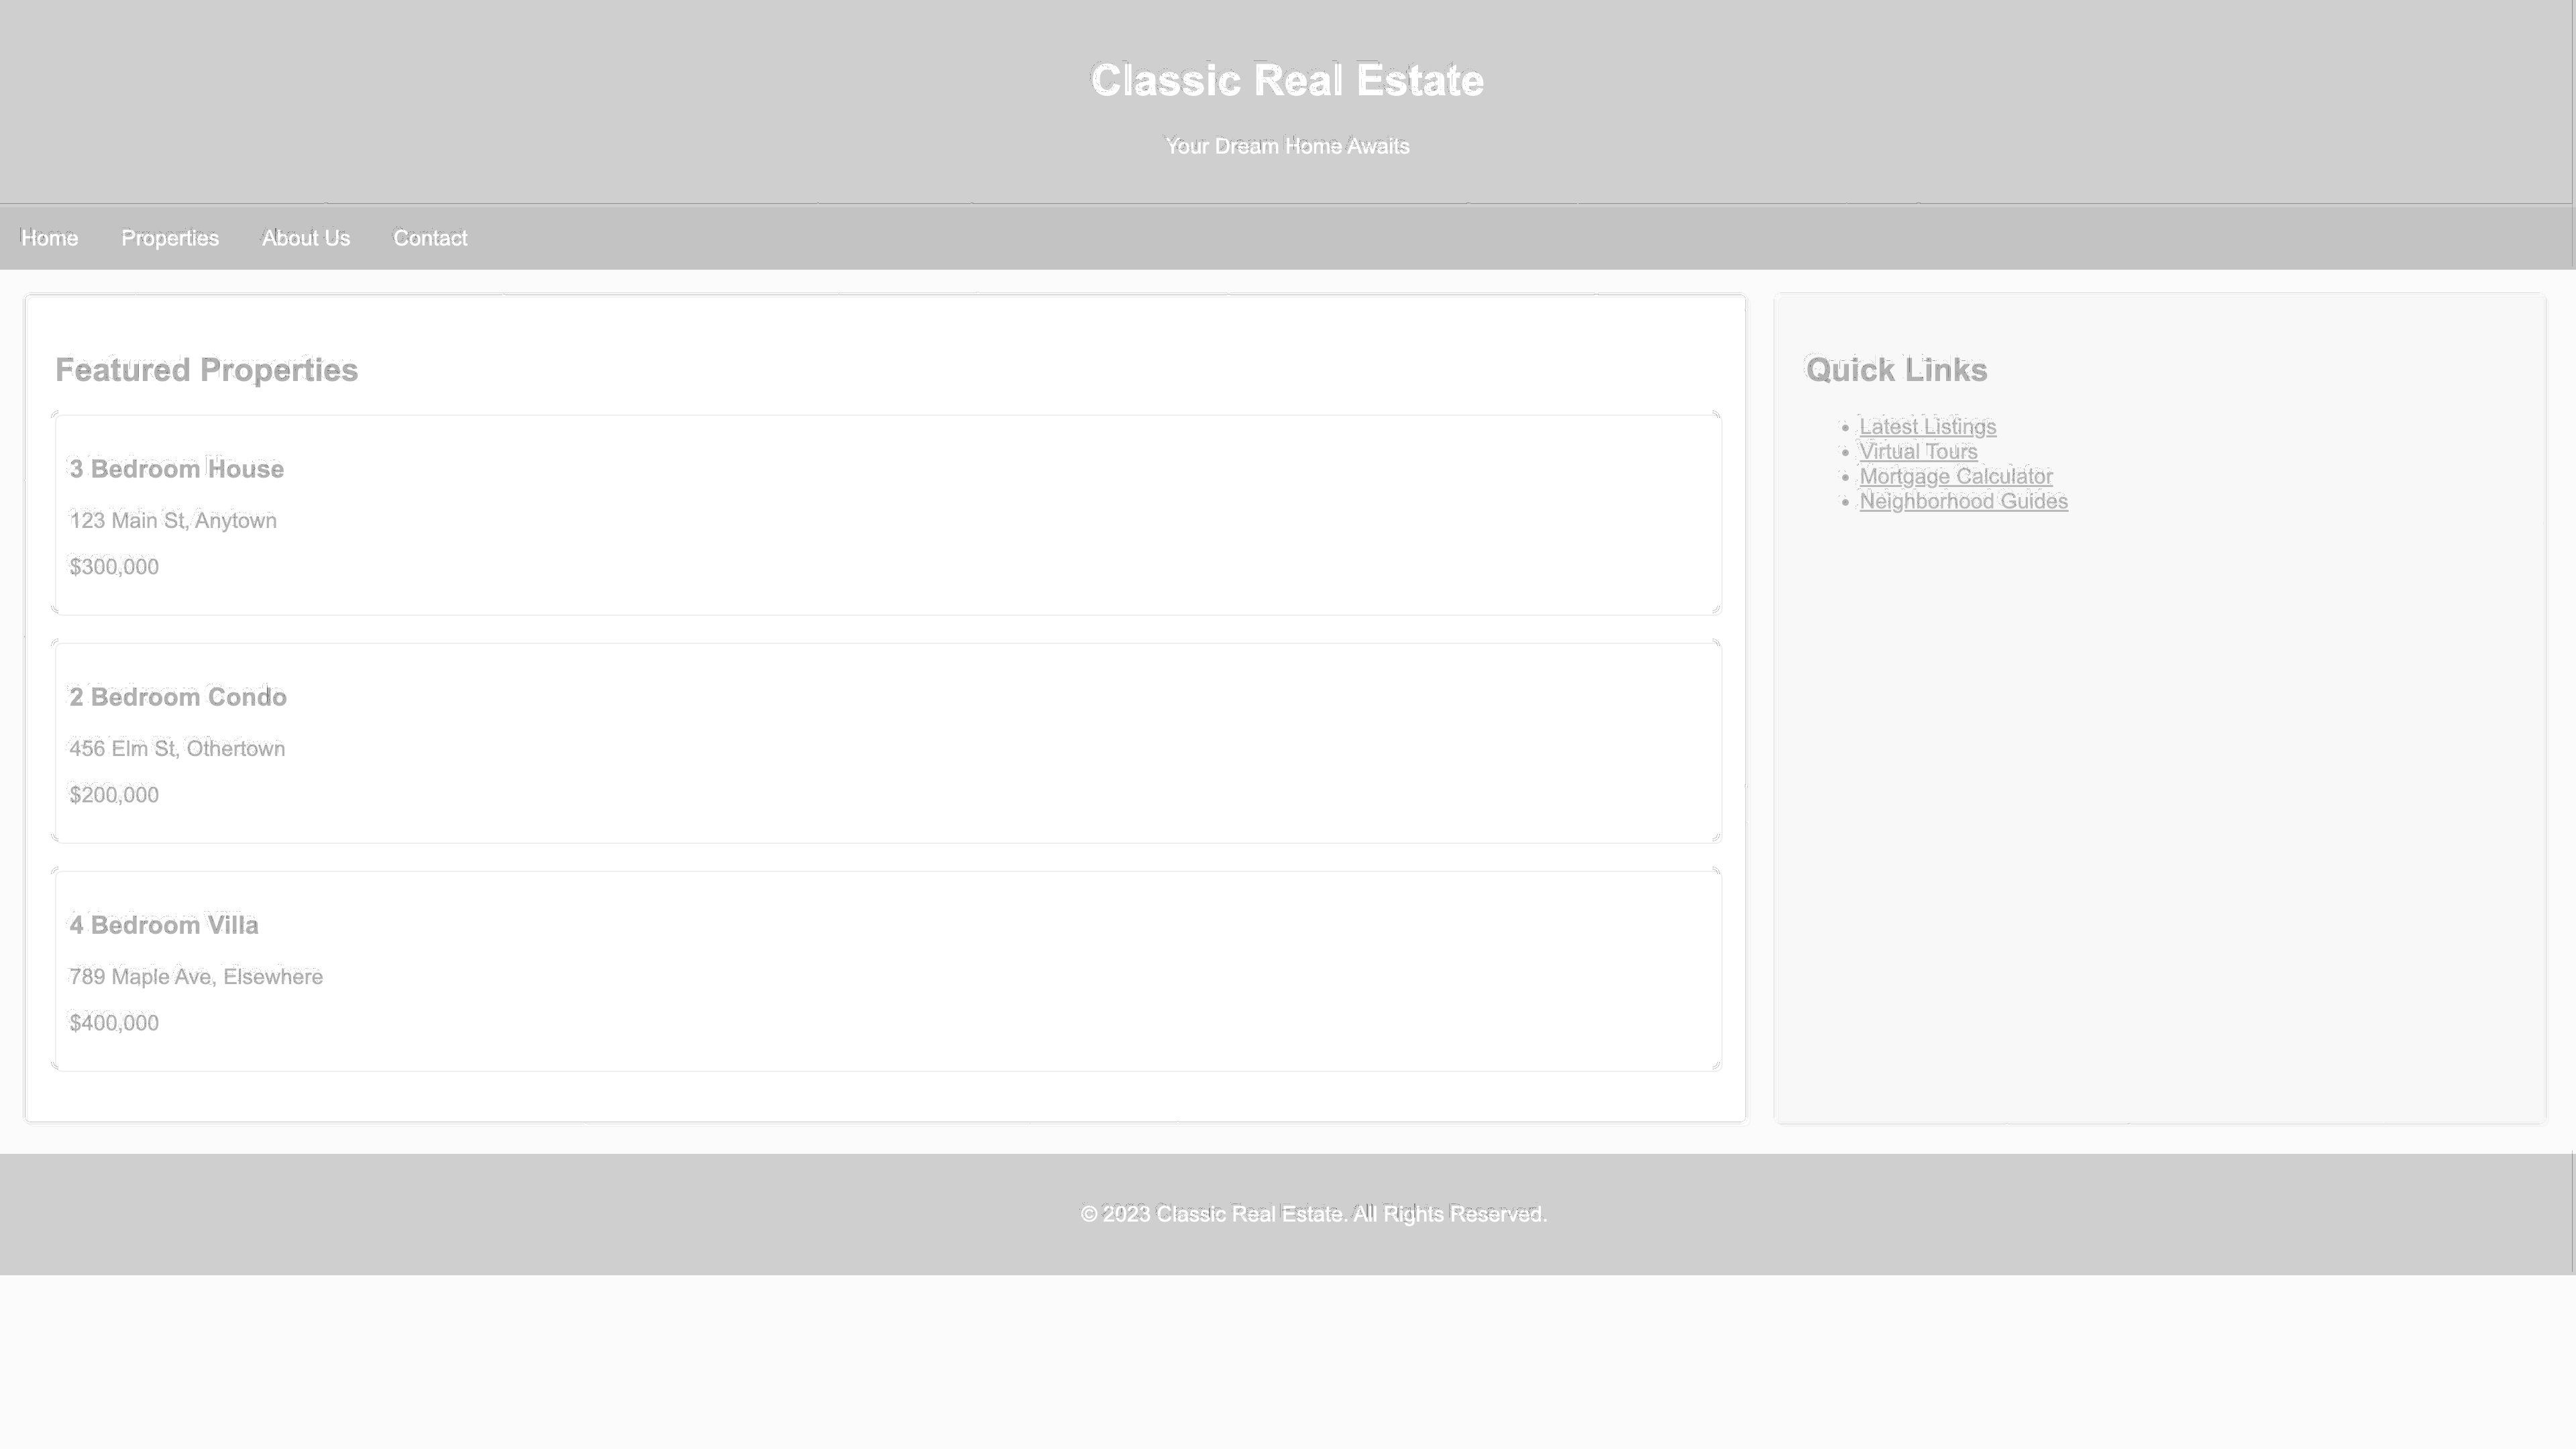 Classic Real Estate
Your Dream Home Awaits
Home Properties About Us Contact
Featured Properties
3 Bedroom House
123 Main St, Anytown
$300,000
2 Bedroom Condo
456 Elm St, Othertown
$200,000
4 Bedroom Villa
789 Maple Ave, Elsewhere
$400,000
Quick Links
Latest Listings
Virtual Tours
Mortgage Calculator
Neighborhood Guides
© 2023 Classic Real Estate. All Rights Reserved.